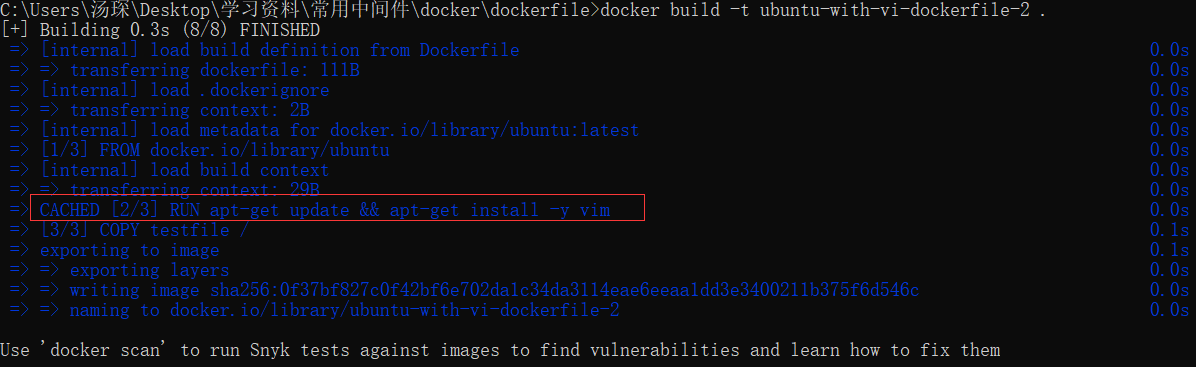 C:\Users\汤琛\Desktop\学习资料\常用中间件\docker\dockerfile>docker build -t ubuntu-with-vi-dockerfile-2 .
[+] Building 0.3s (8/8) FINISHED
=> [internal] load build definition from Dockerfile 0.0s
=> => transferring dockerfile: 111B 0.0s
=> [internal] load .dockerignore 0.0s
=> => transferring context: 2B 0.0s
=> [internal] load metadata for docker.io/library/ubuntu:latest 0.0s
=> [1/3] FROM docker.io/library/ubuntu 0.0s
=> [internal] load build context 0.0s
=> => transferring context: 29B 0.0s
=> CACHED [2/3] RUN apt-get update && apt-get install -y vim 0.0s
=> [3/3] COPY testfile / 0.1s
=> exporting to image 0.1s
=> => exporting layers 0.0s
=> => writing image sha256:0f37bf827c0f42bf6e702da1c34da3114eae6eeaa1dd3e3400211b375f6d546c 0.0s
=> => naming to docker.io/library/ubuntu-with-vi-dockerfile-2 0.0s
Use 'docker scan' to run Snyk tests against images to find vulnerabilities and learn how to fix them